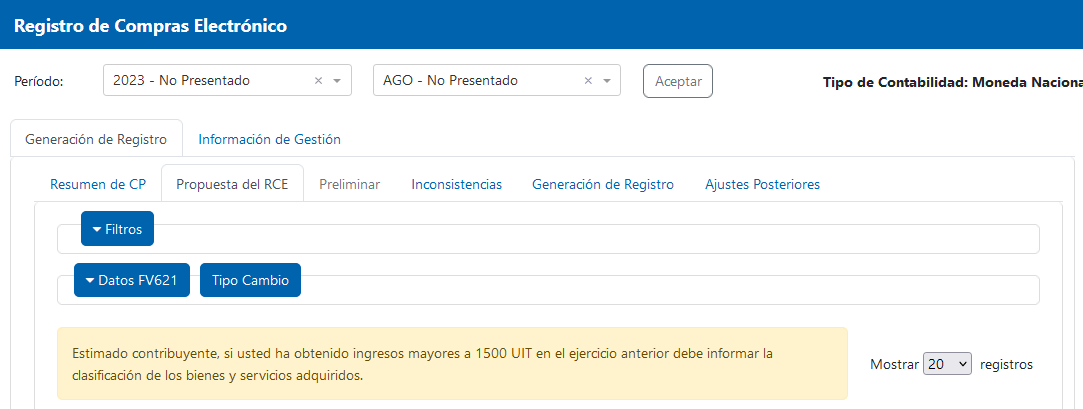 Registro de Compras Electrónico
Período: 2023 - No Presentado × AGO - No Presentado × Aceptar Tipo de Contabilidad: Moneda Naciona
Generación de Registro Información de Gestión
Resumen de CP Propuesta del RCE Preliminar Inconsistencias Generación de Registro Ajustes Posteriores
Filtros
Datos FV621 Tipo Cambio
Estimado contribuyente, si usted ha obtenido ingresos mayores a 1500 UIT en el ejercicio anterior debe informar la
clasificación de los bienes y servicios adquiridos.
Mostrar 20 registros